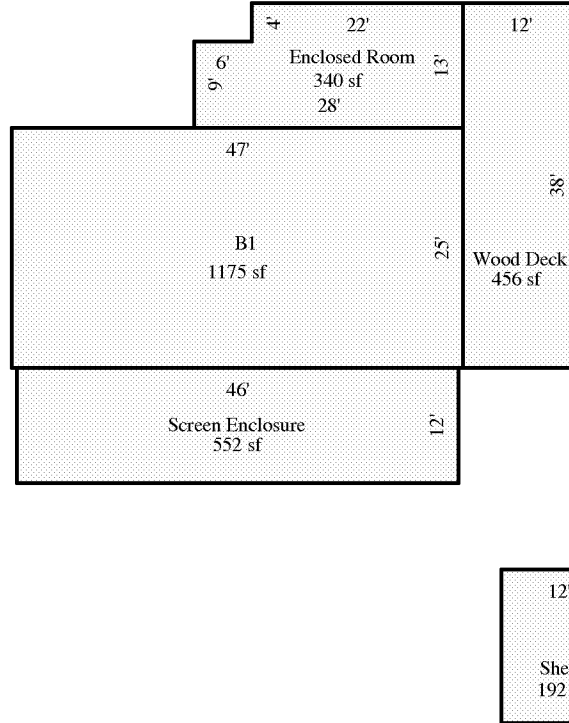 4'
22'
12'
6'
Enclosed Room
13'
9'
340 sf
28'
47'
38'
B1
25'
1175 sf
Wood Deck
456 sf
46'
Screen Enclosure
12'
552 sf
12'
She
192